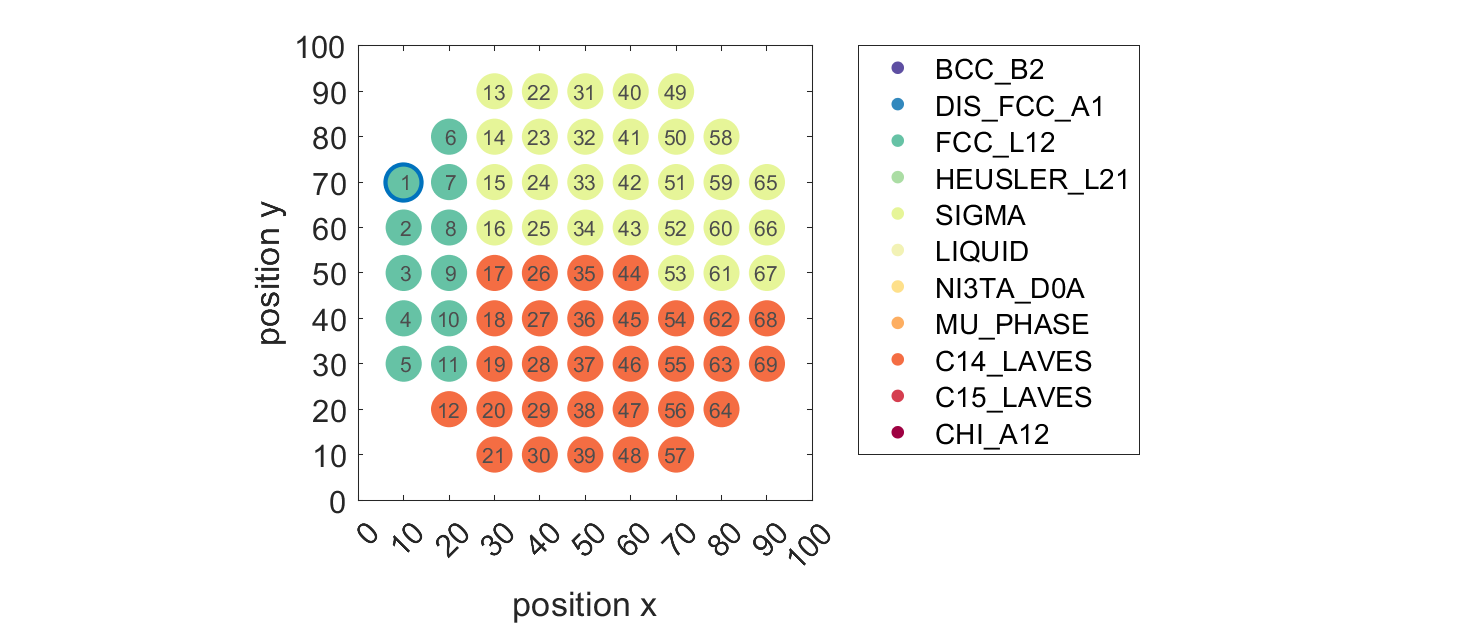 100
90
80
70
60
50
40
30
20
10
0
position y
13 22 31 40 49
6 14 23 32 41 50 58
1 7 15 24 33 42 51 59 65
2 8 16 25 34 43 52 60 66
3 9 17 26 35 44 53 61 67
4 10 18 27 36 45 54 62 68
5 11 19 28 37 46 55 63 69
12 20 29 38 47 56 64
21 30 39 48 57
0 10 20 30 40 50 60 70 80 90 100
position x
BCC_B2
DIS_FCC_A1
FCC_L12
HEUSLER_L21
SIGMA
LIQUID
NI3TA_D0A
MU_PHASE
C14_LAVES
C15_LAVES
CHI_A12